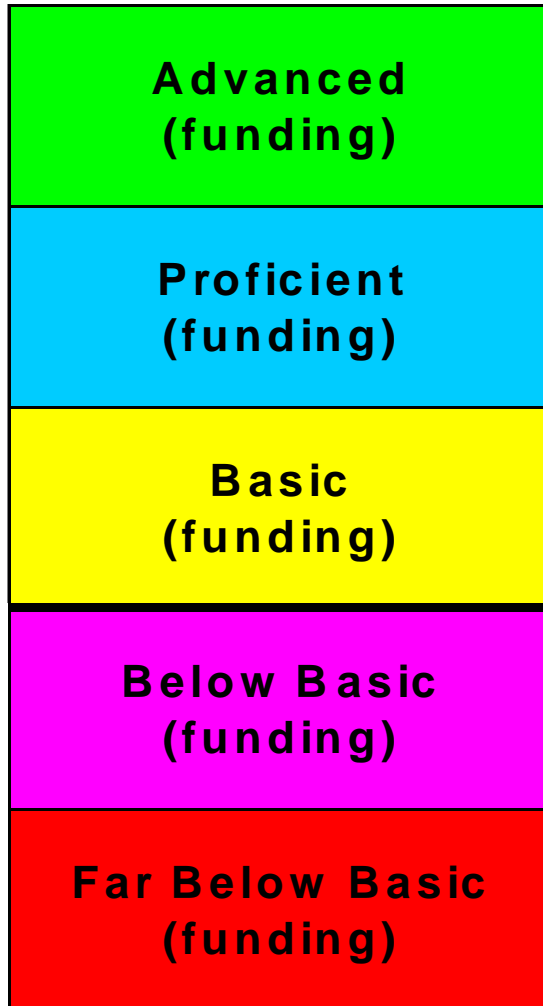 Advanced
(funding)
Proficient
(funding)
Basic
(funding)
Below Basic
(funding)
Far Below Basic
(funding)